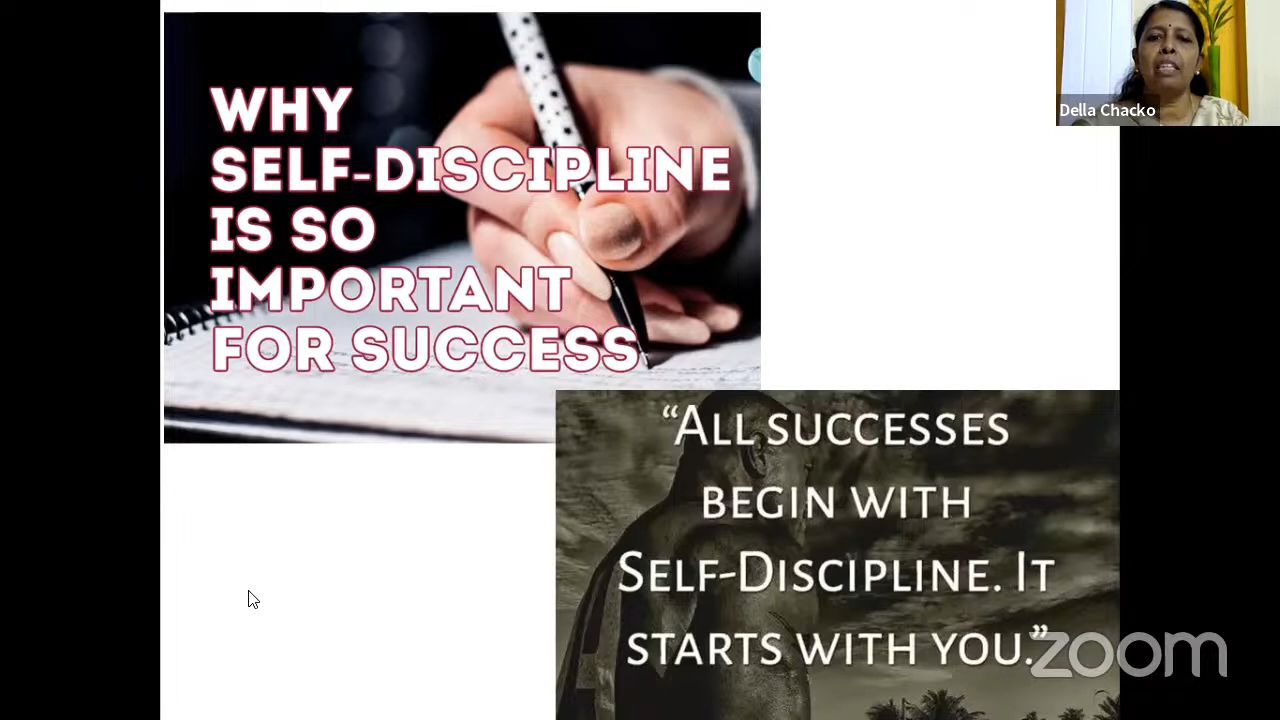 WHY
SELF-DISCIPLINE
IS SO
IMPORTANT
FOR SUCCESS
Della Chacko
“ALL SUCCESSES
BEGIN WITH
SELF-DISCIPLINE. IT
STARTS WITH YOU.”
zoom